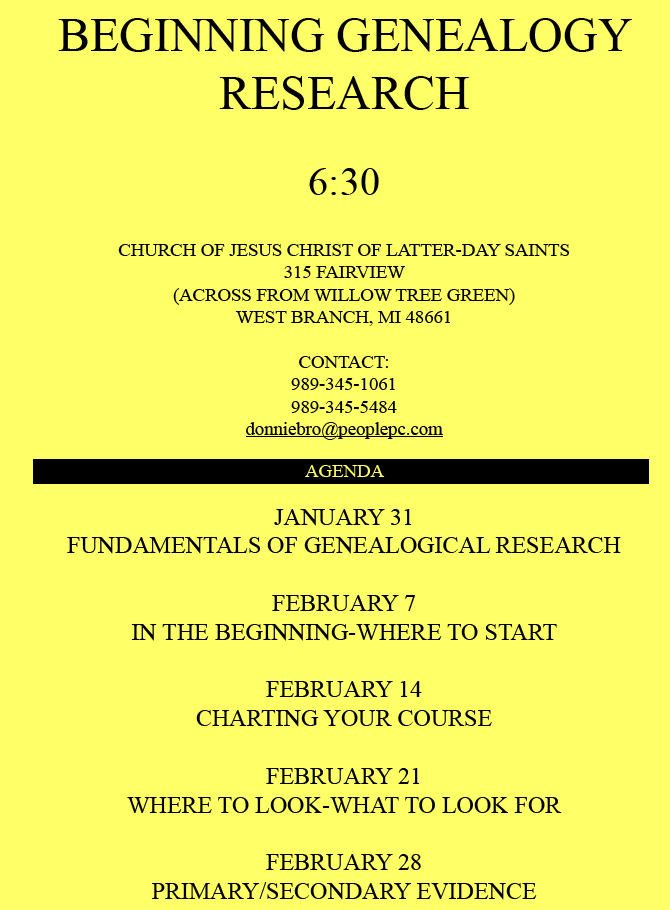 BEGINNING GENEALOGY
RESEARCH
6:30
CHURCH OF JESUS CHRIST OF LATTER-DAY SAINTS
315 FAIRVIEW
(ACROSS FROM WILLOW TREE GREEN)
WEST BRANCH, MI 48661
CONTACT:
989-345-1061
989-345-5484
donniebro@peoplepc.com
AGENDA
JANUARY 31
FUNDAMENTALS OF GENEALOGICAL RESEARCH
FEBRUARY 7
IN THE BEGINNING-WHERE TO START
FEBRUARY 14
CHARTING YOUR COURSE
FEBRUARY 21
WHERE TO LOOK-WHAT TO LOOK FOR
FEBRUARY 28
PRIMARY/SECONDARY EVIDENCE